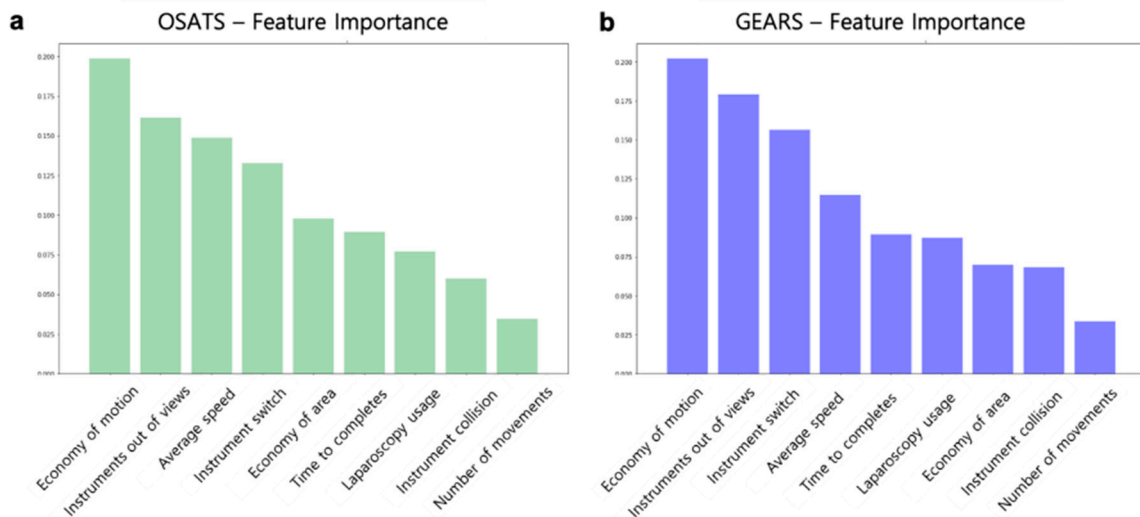 a
OSATS – Feature Importance
0.200
0.175
0.150
0.125
0.100
0.075
0.050
0.025
0.000
Economy of motion
Instruments out of views
Average speed
Instrument switch
Economy of area
Time to completes
Laparoscopy usage
Instrument collision
Number of movements
b
GEARS – Feature Importance
0.200
0.175
0.150
0.125
0.100
0.075
0.050
0.025
0.000
Economy of motion
Instruments out of views
Instrument switch
Average speed
Time to completes
Laparoscopy usage
Economy of area
Instrument collision
Number of movements